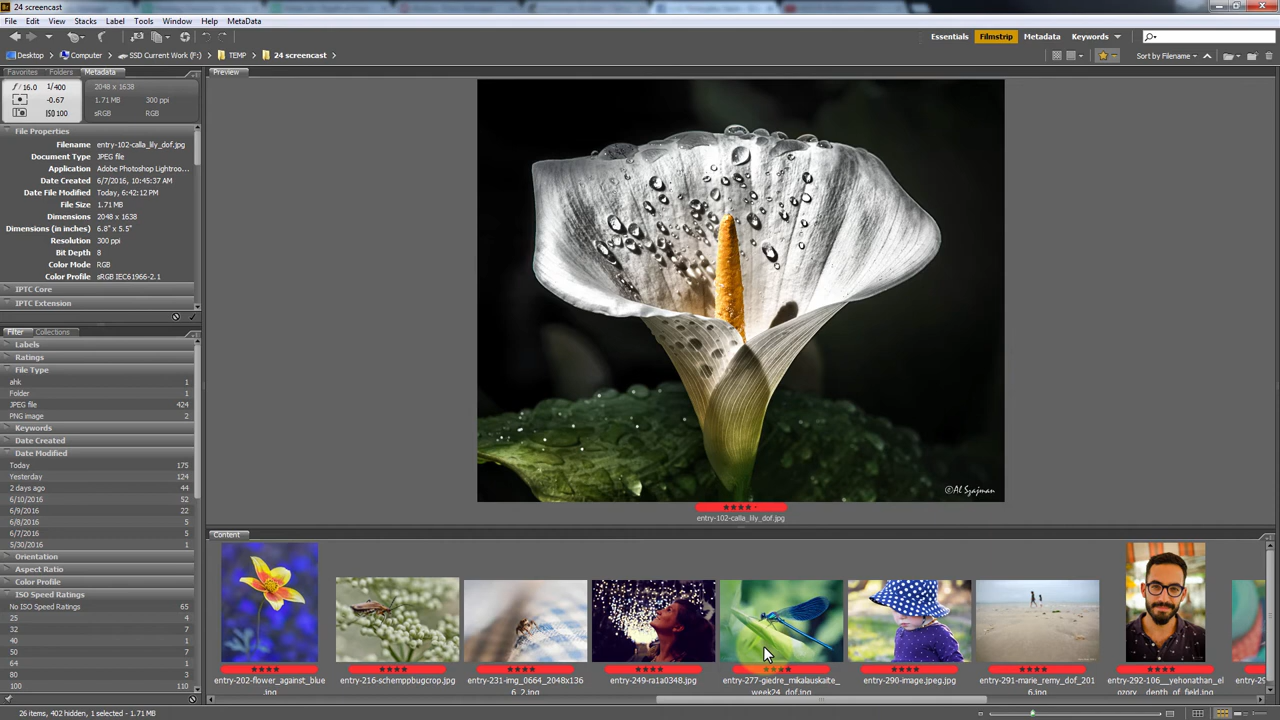 Br 24 screencast
File Edit View Stacks Label Tools Window Help MetaData
Essentials Filmstrip Metadata Keywords
Desktop Computer SSD Current Work (F:) TEMP 24 screencast
Sort by Filename
Favorites Folders Metadata
f/16.0 1/400
-0.67
ISO100
2048 x 1638
1.71 MB 300 ppi
sRGB RGB
File Properties
Filename entry-102-calla_lily_dof.jpg
Document Type JPEG file
Application Adobe Photoshop Lightroo...
Date Created 6/7/2016, 10:45:37 AM
Date File Modified Today, 6:42:12 PM
File Size 1.71 MB
Dimensions 2048 x 1638
Dimensions (in inches) 6.8" x 5.5"
Resolution 300 ppi
Bit Depth 8
Color Mode RGB
Color Profile sRGB IEC61966-2.1
IPTC Core
IPTC Extension
Filter Collections
Labels
Ratings
File Type
ahk 1
Folder 1
JPEG file 424
PNG image 2
Keywords
Date Created
Date Modified
Today 175
Yesterday 124
2 days ago 44
6/10/2016 52
6/9/2016 22
6/8/2016 5
6/7/2016 5
5/30/2016 1
Orientation
Aspect Ratio
Color Profile
ISO Speed Ratings
No ISO Speed Ratings 65
25 4
32 7
40 1
50 7
64 1
80 3
100 110
Preview
©Al Szajman
entry-102-calla_lily_dof.jpg
Content
entry-202-flower_against_blue
.jpg
entry-216-schemppbugcrop.jpg
entry-231-img_0664_2048x136
6_2.jpg
entry-249-ra1a0348.jpg
entry-277-giedre_mikalauskaite_
week24_dof.jpg
entry-290-image.jpeg.jpg
entry-291-marie_remy_dof_201
6.jpg
entry-292-106__yehonathan_el
azory__depth_of_field.jpg
26 items, 402 hidden, 1 selected - 1.71 MB